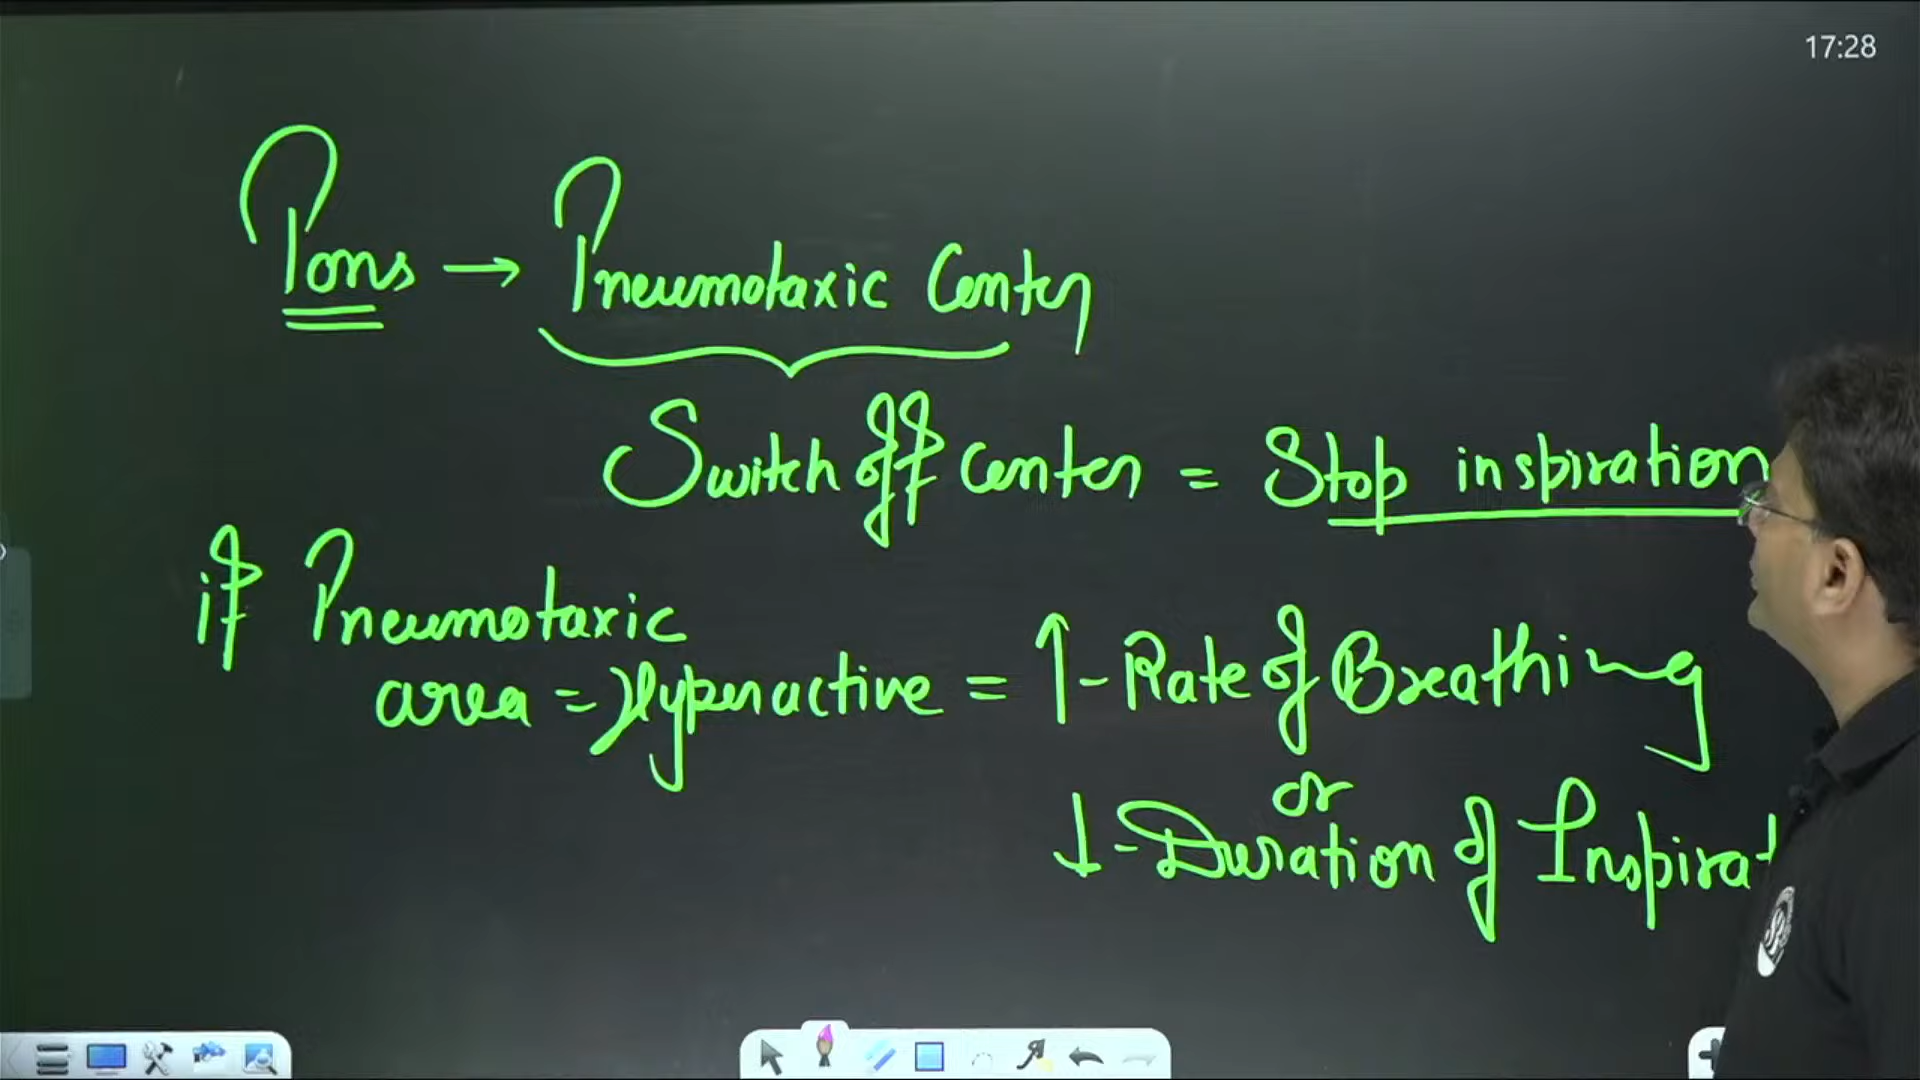 17:28
Pons → Pneumotaxic Center
Switch off center = Stop inspiration
if Pneumotaxic
area = Hyperactive = ↑ - Rate of Breathing
or
↓ - Duration of Inspirat